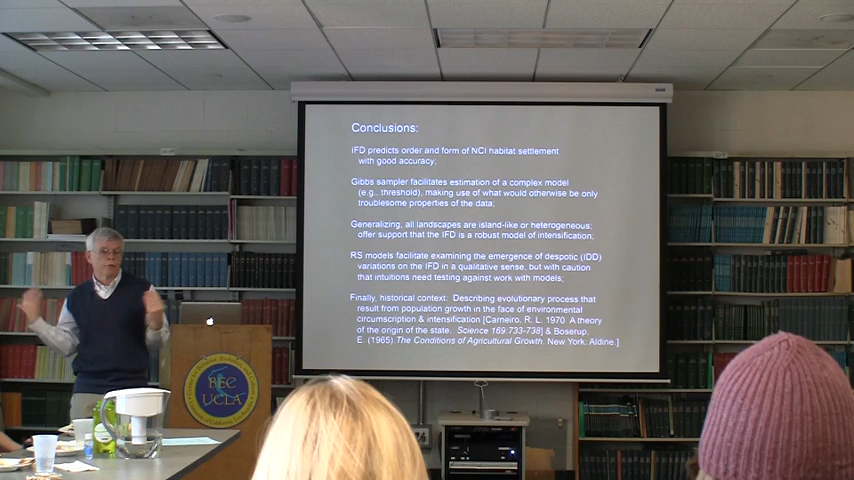 Conclusions:
IFD predicts order and form of NCI habitat settlement
with good accuracy;
Gibbs sampler facilitates estimation of a complex model
(e.g., threshold), making use of what would otherwise be only
troublesome properties of the data;
Generalizing, all landscapes are island-like or heterogeneous;
offer support that the IFD is a robust model of intensification;
RS models facilitate examining the emergence of despotic (IDD)
variations on the IFD in a qualitative sense, but with caution
that intuitions need testing against work with models;
Finally, historical context: Describing evolutionary process that
result from population growth in the face of environmental
circumscription & intensification [Carneiro, R. L. 1970 A theory
of the origin of the state. Science 169:733-738] & Boserup,
E. (1965). The Conditions of Agricultural Growth. New York: Aldine.]
BEC
UCLA